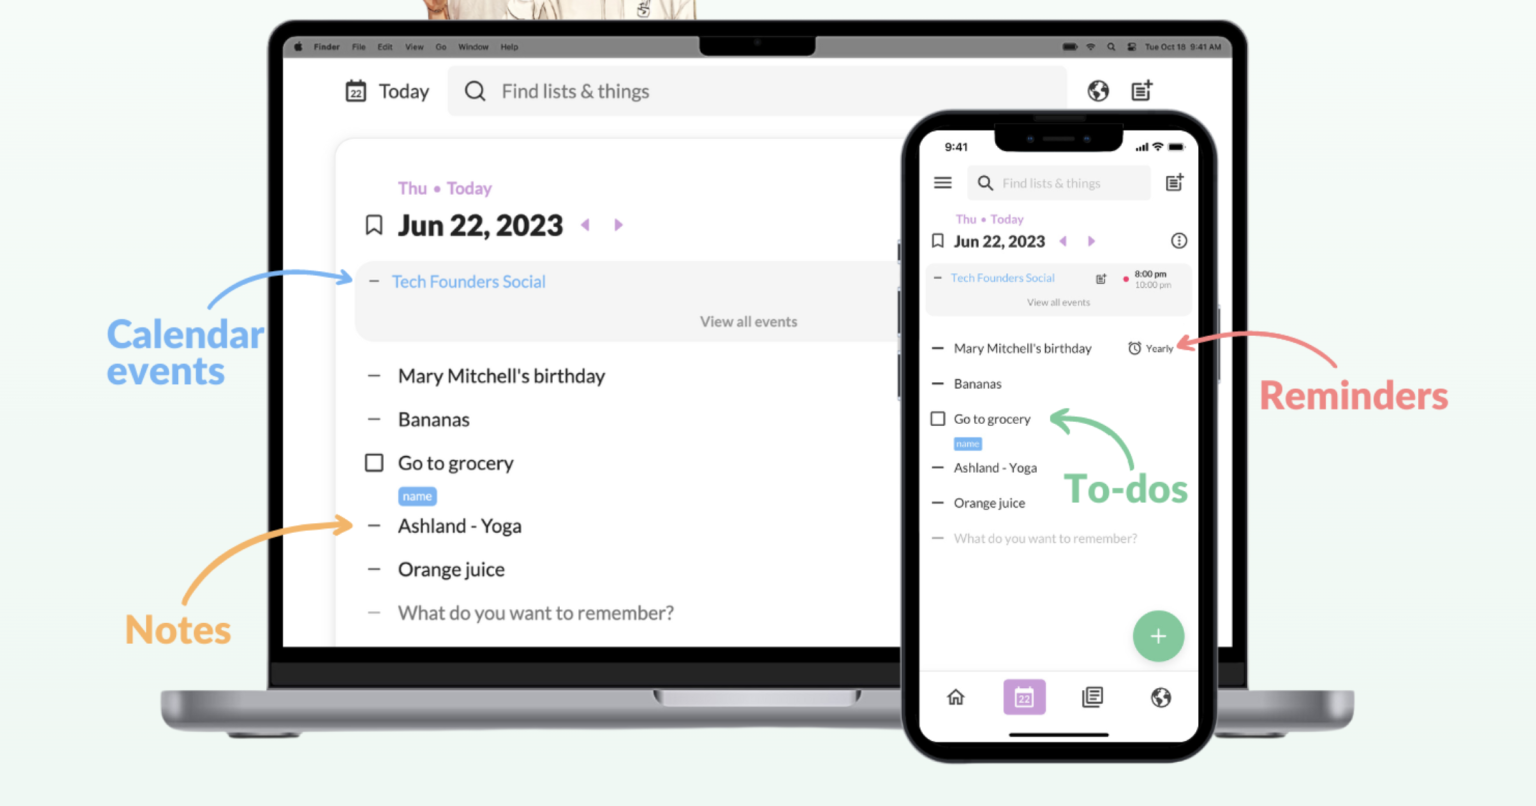 Finder File Edit View Go Window Help
Tue Oct 18 9:41 AM
22 Today
Find lists & things
Thu • Today
Jun 22, 2023
Tech Founders Social
View all events
Mary Mitchell's birthday
Bananas
Go to grocery
name
Ashland - Yoga
Orange juice
What do you want to remember?
Calendar
events
Notes
9:41
Find lists & things
Thu • Today
Jun 22, 2023
Tech Founders Social
8:00 pm
10:00 pm
View all events
Mary Mitchell's birthday
Yearly
Bananas
Go to grocery
name
Ashland - Yoga
Orange juice
What do you want to remember?
22
Reminders
To-dos